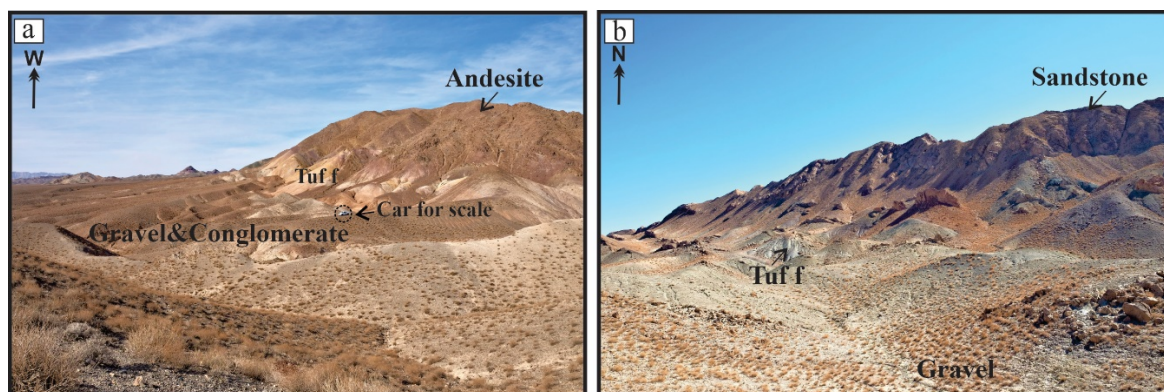 a
W
Andesite
Tuf f
Car for scale
Gravel&Conglomerate
b
N
Sandstone
Tuf f
Gravel